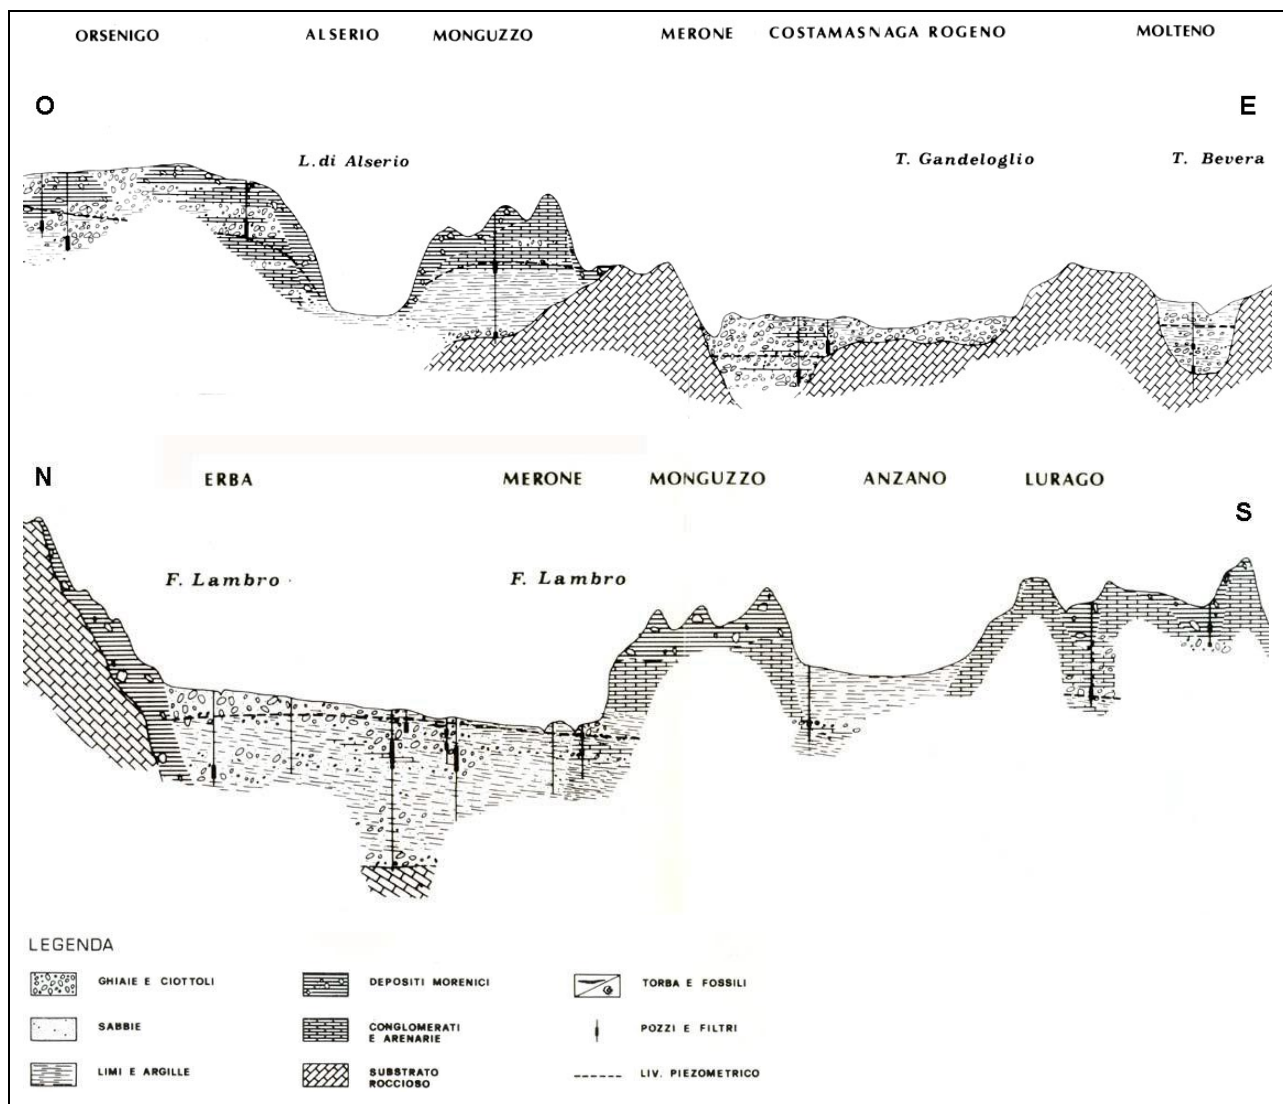 ORSENIGO ALSERIO MONGUZZO MERONE COSTAMASNAGA ROGENO MOLTENO
O E
L. di Alserio T. Gandeloglio T. Bevera
N ERBA MERONE MONGUZZO ANZANO LURAGO
S
F. Lambro F. Lambro
LEGENDA
GHIAIE E CIOTTOLI DEPOSITI MORENICI TORBA E FOSSILI
SABBIE CONGLOMERATI E ARENARIE POZZI E FILTRI
LIMI E ARGILLE SUBSTRATO ROCCIOSO LIV. PIEZOMETRICO